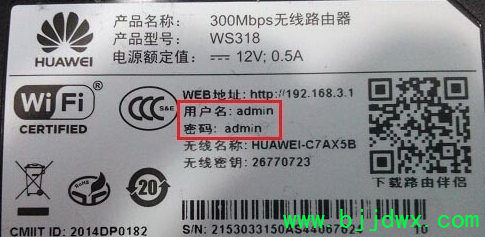 HUAWEI
产品名称: 300Mbps无线路由器
产品型号: WS318
电源额定值: 12V; 0.5A
WiFi
CERTIFIED
CCC S&E
WEB地址: http://192.168.3.1
用户名: admin
密码: admin
无线名称: HUAWEI-C7AX5B
无线密钥: 26770723
下载路由伴侣
20
CMIIT ID: 2014DP0182
www.bjjdwx.com